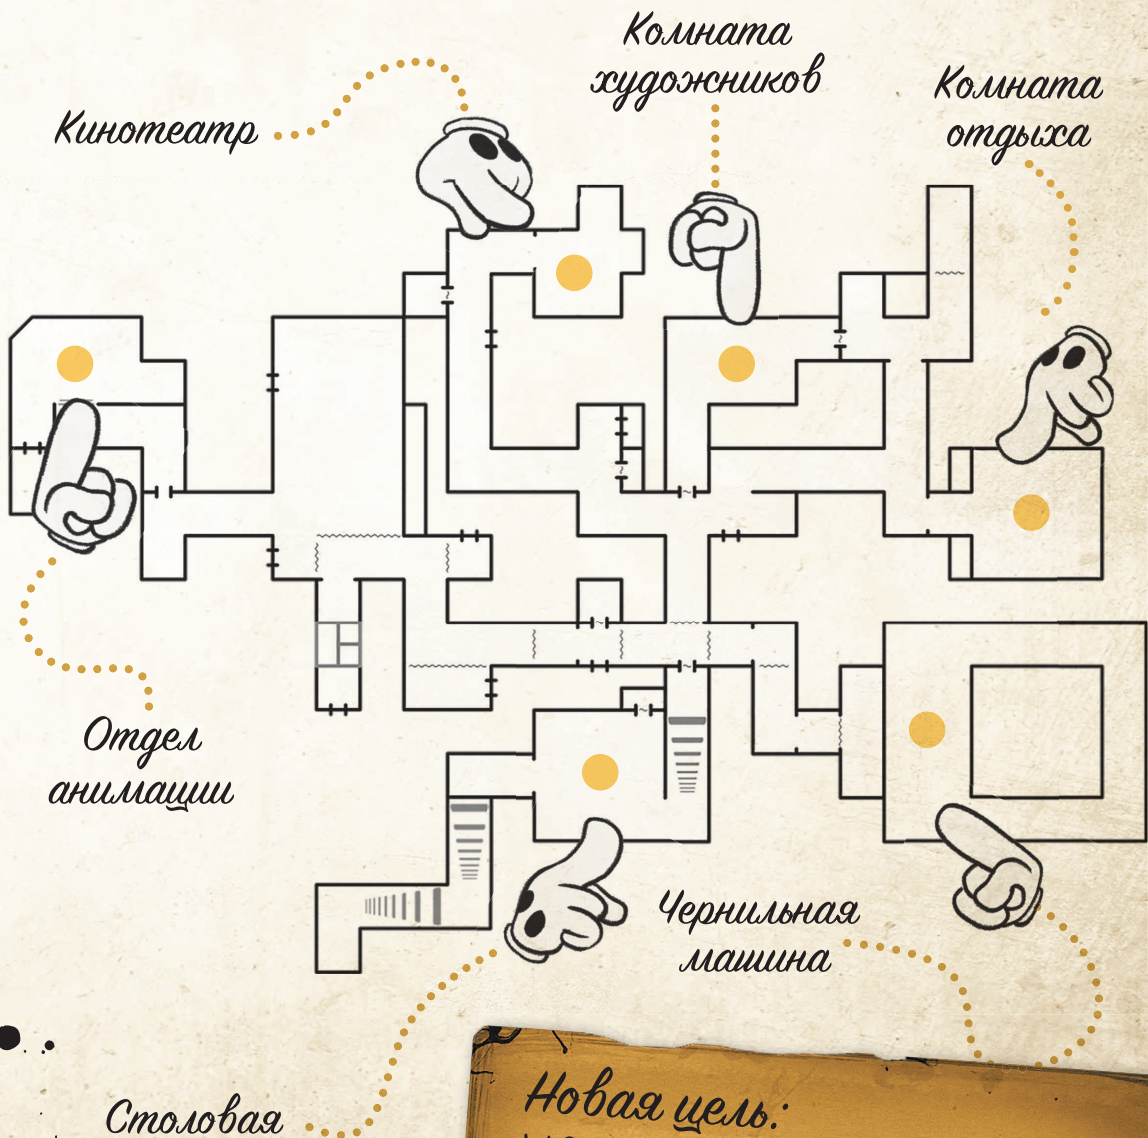 Комната
художников
Комната
отдыха
Кинотеатр
Отдел
анимации
Чернильная
машина
Столовая
Новая цель: